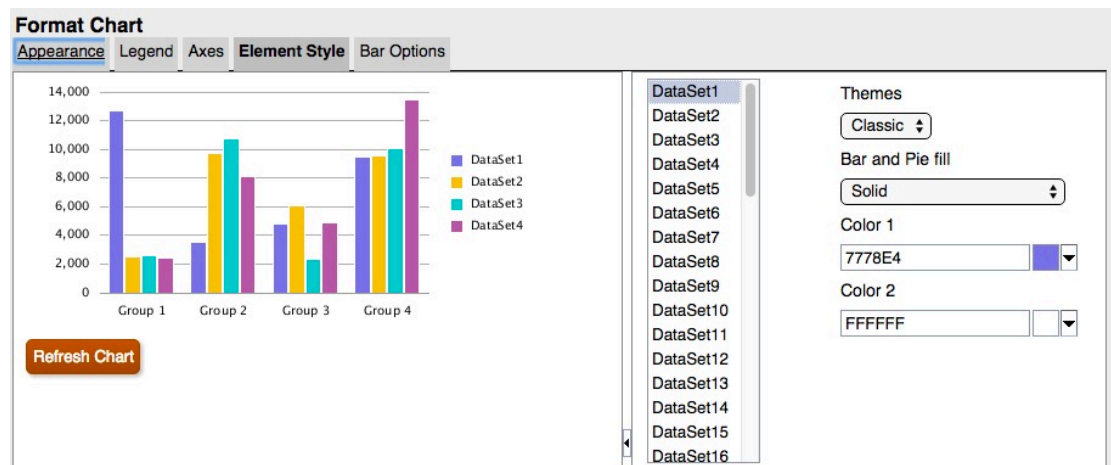 Format Chart
Appearance Legend Axes Element Style Bar Options
14,000
12,000
10,000
8,000
6,000
4,000
2,000
0
Group 1 Group 2 Group 3 Group 4
DataSet1
DataSet2
DataSet3
DataSet4
Refresh Chart
DataSet1
DataSet2
DataSet3
DataSet4
DataSet5
DataSet6
DataSet7
DataSet8
DataSet9
DataSet10
DataSet11
DataSet12
DataSet13
DataSet14
DataSet15
DataSet16
Themes
Classic
Bar and Pie fill
Solid
Color 1
7778E4
Color 2
FFFFFF